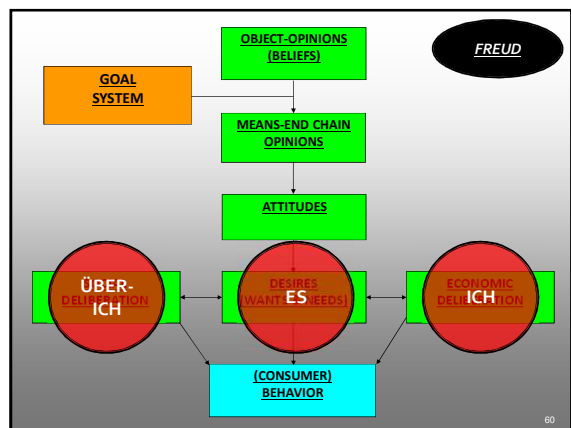 OBJECT-OPINIONS
(BELIEFS)
FREUD
GOAL
SYSTEM
MEANS-END CHAIN
OPINIONS
ATTITUDES
DELIBERATION
ÜBER-
ICH
DESIRES
(WANTS NEEDS)
ES
ECONOMIC
DELIBERATION
ICH
(CONSUMER)
BEHAVIOR
60